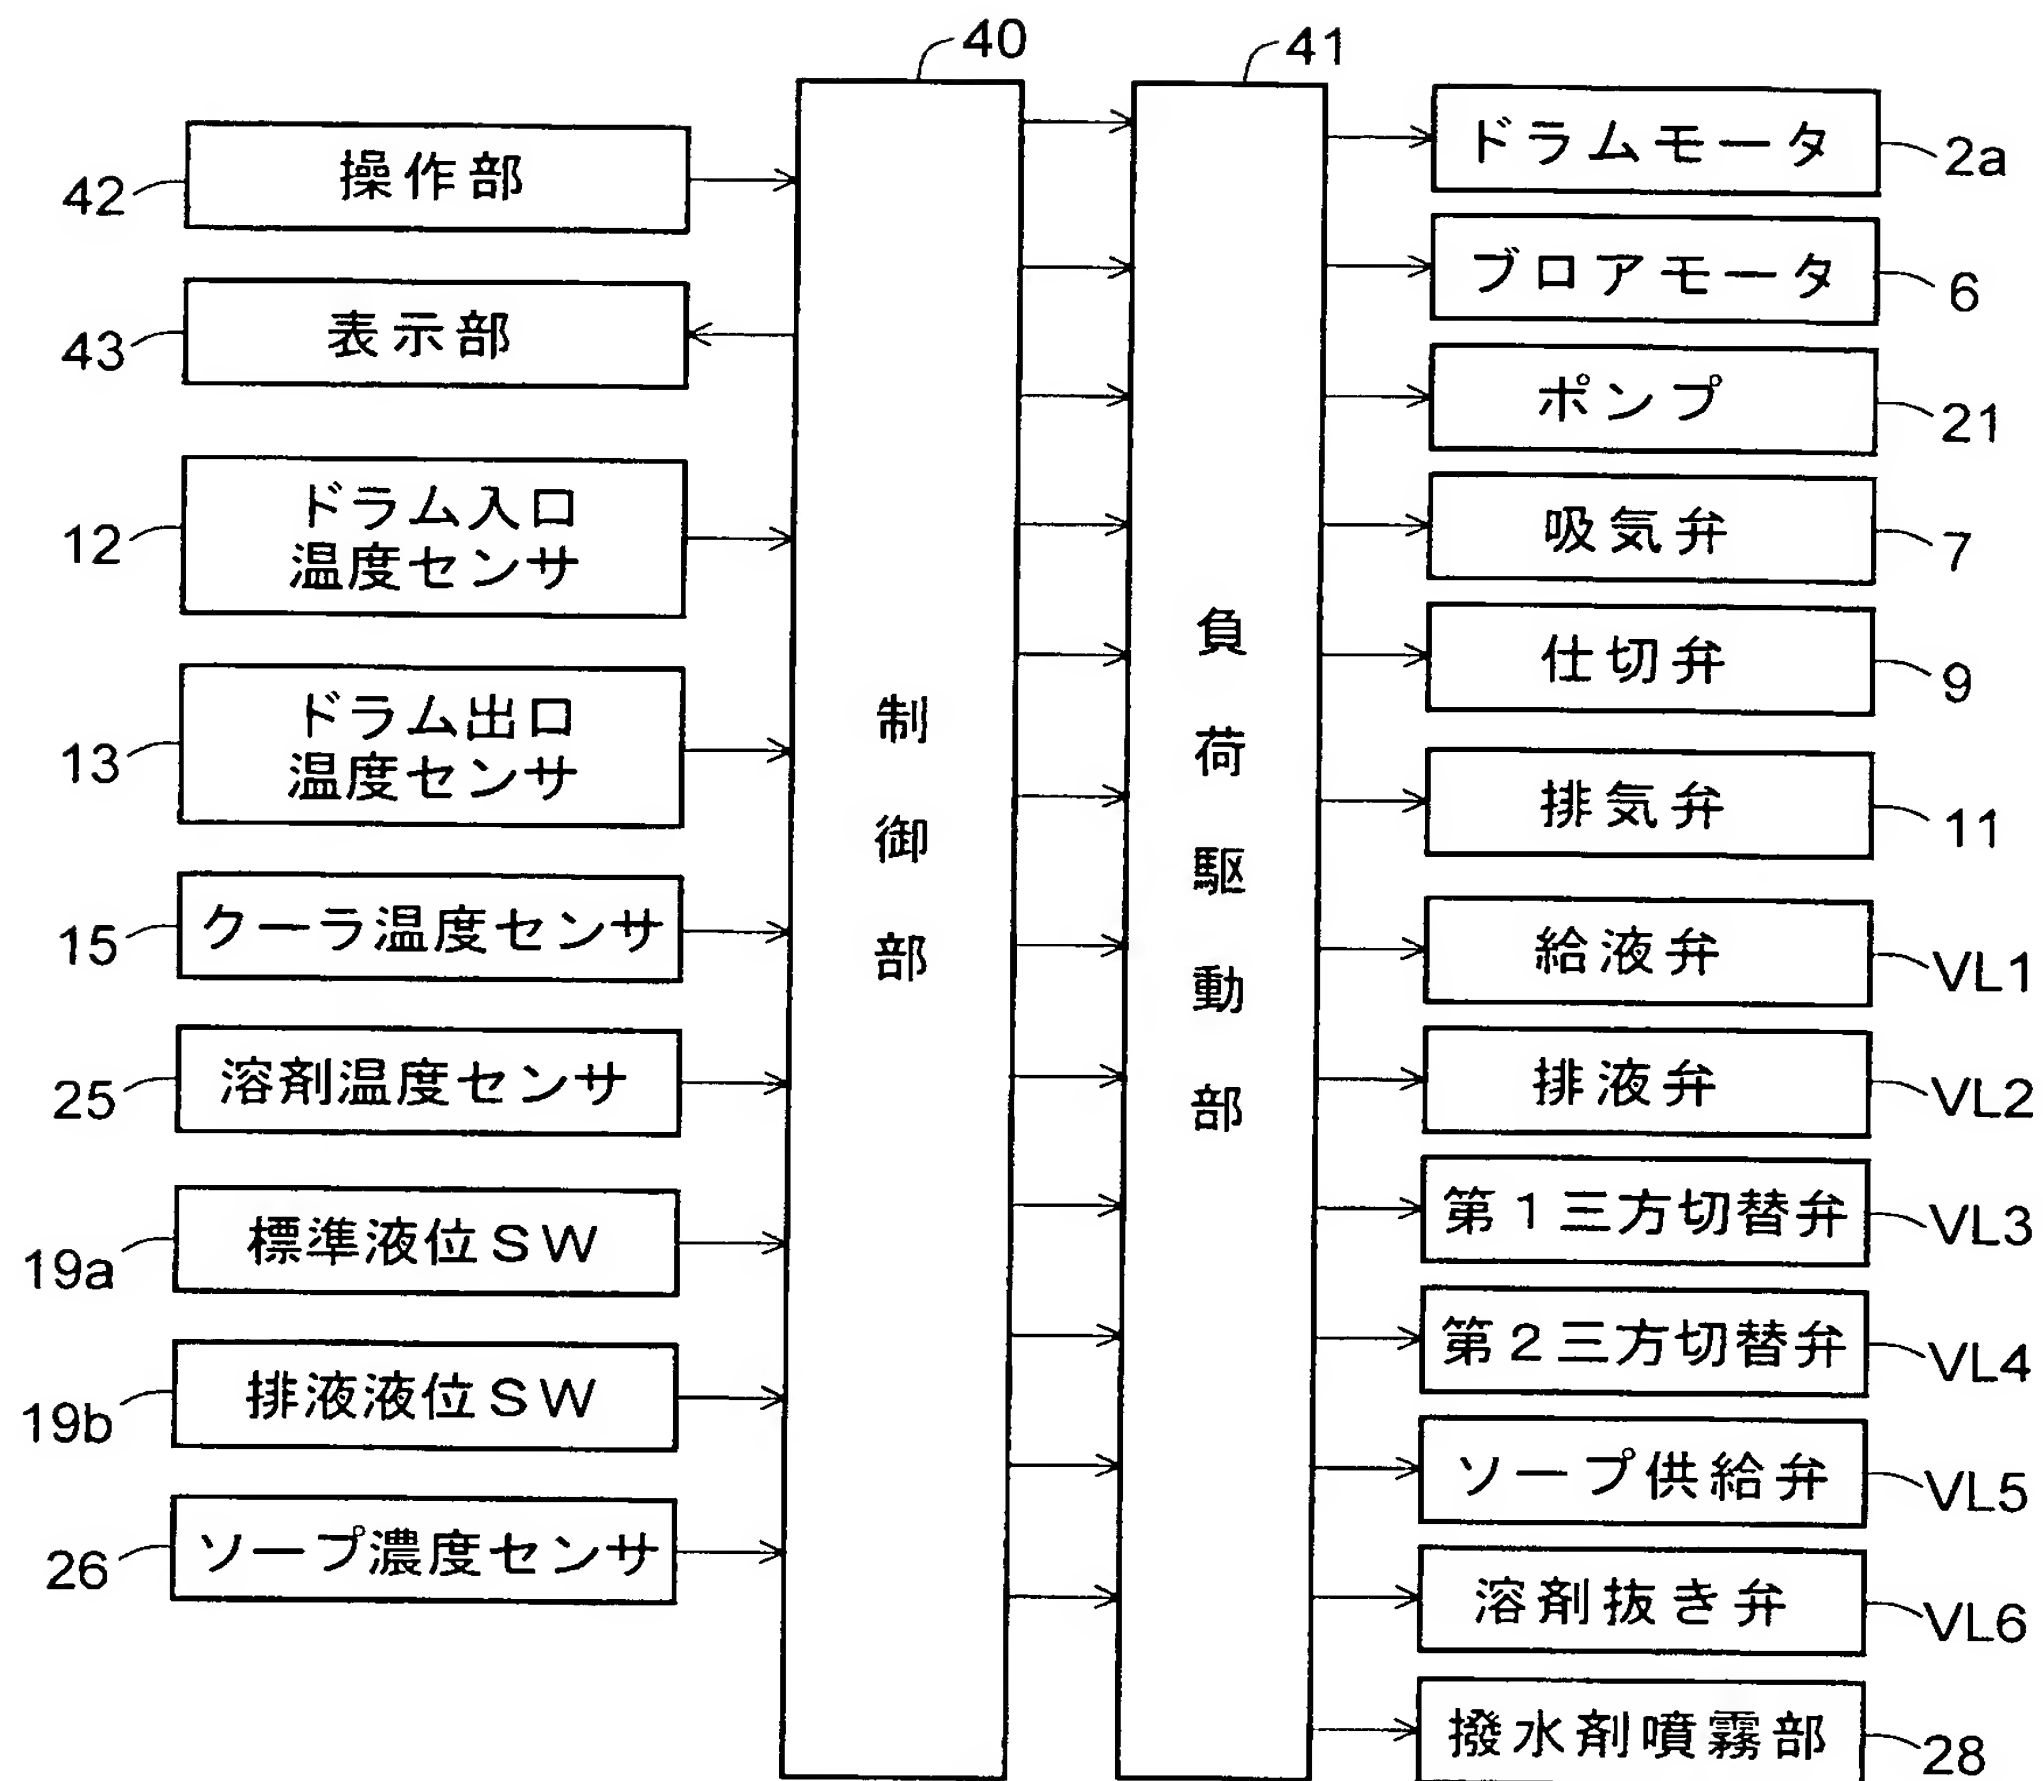 40
41
42
操作部
43
表示部
12
ドラム入口
温度センサ
13
ドラム出口
温度センサ
15
クーラ温度センサ
25
溶剤温度センサ
19a
標準液位SW
19b
排液液位SW
26
ソープ濃度センサ
制御部
負荷駆動部
ドラムモータ
2a
ブロアモータ
6
ポンプ
21
吸気弁
7
仕切弁
9
排気弁
11
給液弁
VL1
排液弁
VL2
第1三方切替弁
VL3
第2三方切替弁
VL4
ソープ供給弁
VL5
溶剤抜き弁
VL6
撥水剤噴霧部
28